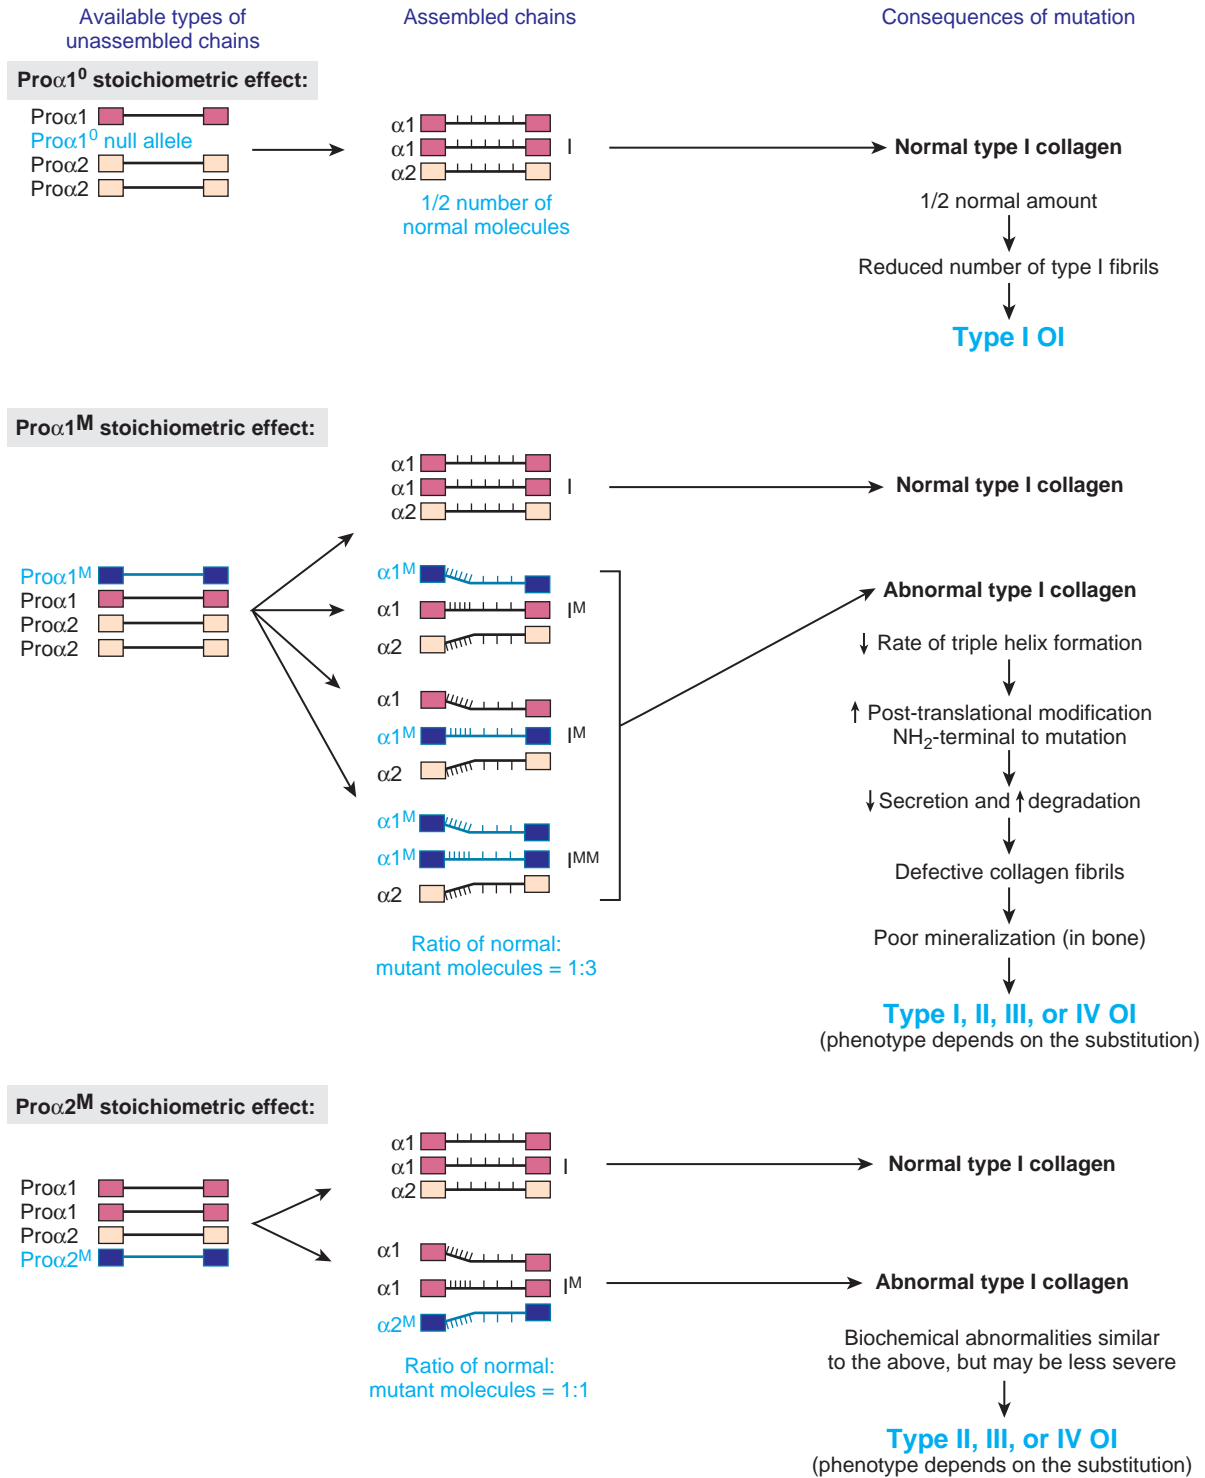 Available types of
unassembled chains
Assembled chains
Consequences of mutation
Proα1⁰ stoichiometric effect:
Proα1
Proα1⁰ null allele
Proα2
Proα2
α1
α1
I
α2
1/2 number of
normal molecules
Normal type I collagen
1/2 normal amount
Reduced number of type I fibrils
Type I OI
Proα1ᴹ stoichiometric effect:
Proα1ᴹ
Proα1
Proα2
Proα2
α1
α1
I
α2
α1ᴹ
α1
Iᴹ
α2
α1
α1ᴹ
Iᴹ
α2
α1ᴹ
α1ᴹ
Iᴹᴹ
α2
Ratio of normal:
mutant molecules = 1:3
Normal type I collagen
Abnormal type I collagen
↓ Rate of triple helix formation
↑ Post-translational modification
NH₂-terminal to mutation
↓ Secretion and ↑ degradation
Defective collagen fibrils
Poor mineralization (in bone)
Type I, II, III, or IV OI
(phenotype depends on the substitution)
Proα2ᴹ stoichiometric effect:
Proα1
Proα1
Proα2
Proα2ᴹ
α1
α1
I
α2
α1
α1
Iᴹ
α2ᴹ
Ratio of normal:
mutant molecules = 1:1
Normal type I collagen
Abnormal type I collagen
Biochemical abnormalities similar
to the above, but may be less severe
Type II, III, or IV OI
(phenotype depends on the substitution)